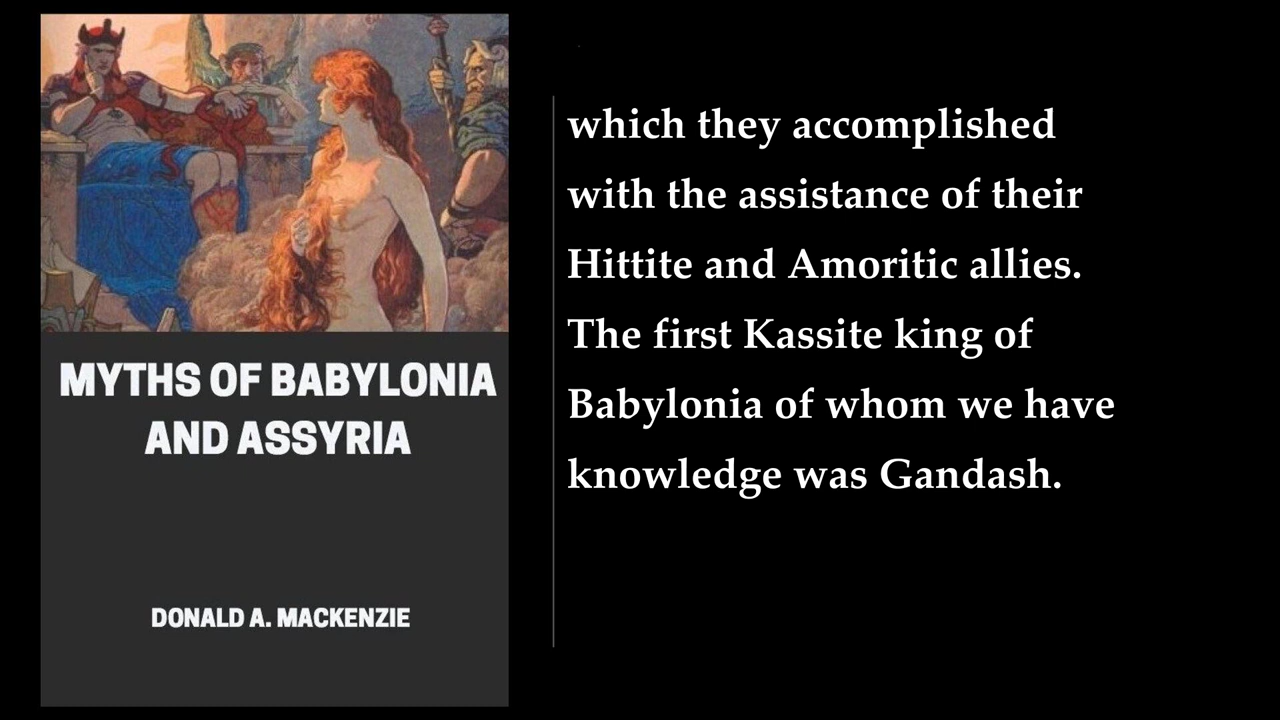 MYTHS OF BABYLONIA
AND ASSYRIA
DONALD A. MACKENZIE
which they accomplished
with the assistance of their
Hittite and Amoritic allies.
The first Kassite king of
Babylonia of whom we have
knowledge was Gandash.